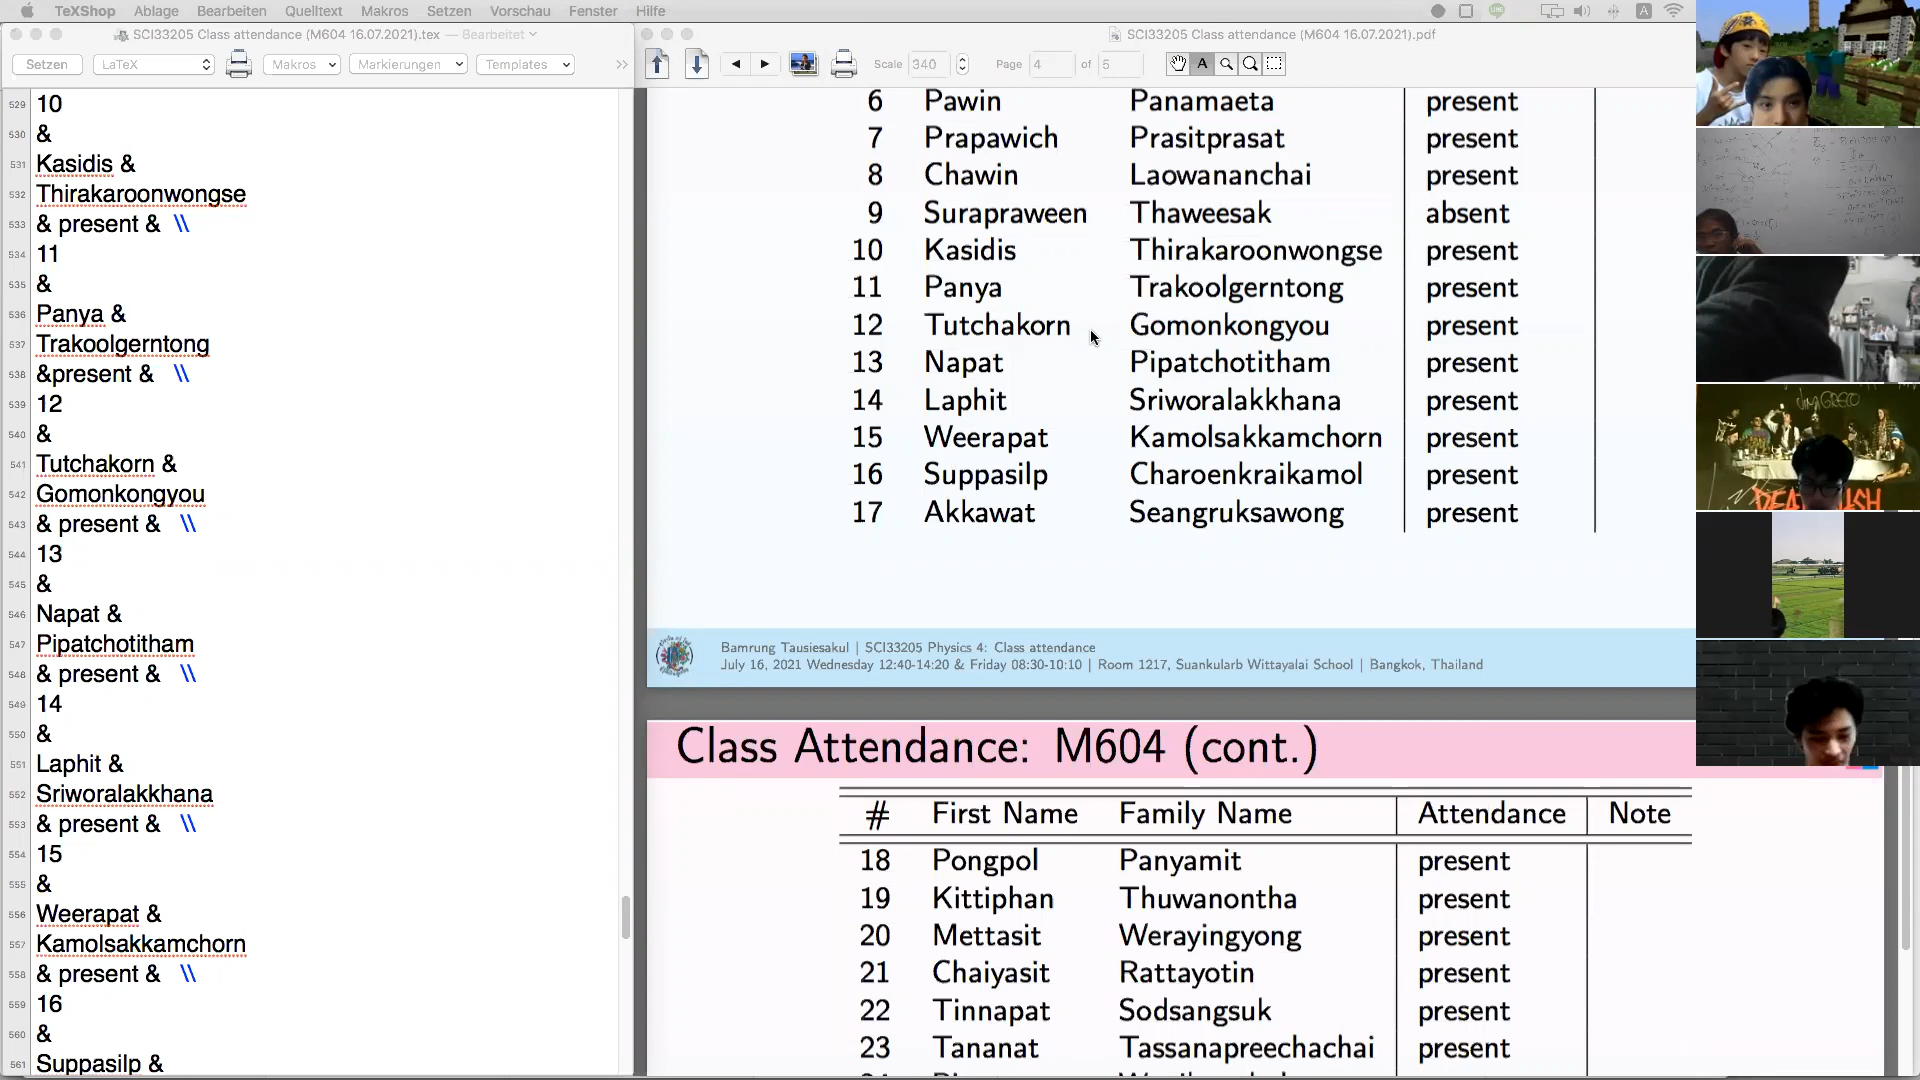 TeXShop Ablage Bearbeiten Quelltext Makros Setzen Vorschau Fenster Hilfe
SCI33205 Class attendance (M604 16.07.2021).tex — Bearbeitet
SCI33205 Class attendance (M604 16.07.2021).pdf
Setzen LaTeX Makros Markierungen Templates >>
Scale 340 Page 4 of 5 A
529 10
530 &
531 Kasidis &
532 Thirakaroonwongse
533 & present & \\
534 11
535 &
536 Panya &
537 Trakoolgerntong
538 &present & \\
539 12
540 &
541 Tutchakorn &
542 Gomonkongyou
543 & present & \\
544 13
545 &
546 Napat &
547 Pipatchotitham
548 & present & \\
549 14
550 &
551 Laphit &
552 Sriworalakkhana
553 & present & \\
554 15
555 &
556 Weerapat &
557 Kamolsakkamchorn
558 & present & \\
559 16
560 &
561 Suppasilp &
6 Pawin Panamaeta present
7 Prapawich Prasitprasat present
8 Chawin Laowananchai present
9 Surapraween Thaweesak absent
10 Kasidis Thirakaroonwongse present
11 Panya Trakoolgerntong present
12 Tutchakorn Gomonkongyou present
13 Napat Pipatchotitham present
14 Laphit Sriworalakkhana present
15 Weerapat Kamolsakkamchorn present
16 Suppasilp Charoenkraikamol present
17 Akkawat Seangruksawong present
Bamrung Tausiesakul | SCI33205 Physics 4: Class attendance
July 16, 2021 Wednesday 12:40-14:20 & Friday 08:30-10:10 | Room 1217, Suankularb Wittayalai School | Bangkok, Thailand
Class Attendance: M604 (cont.)
# First Name Family Name Attendance Note
18 Pongpol Panyamit present
19 Kittiphan Thuwanontha present
20 Mettasit Werayingyong present
21 Chaiyasit Rattayotin present
22 Tinnapat Sodsangsuk present
23 Tananat Tassanapreechachai present